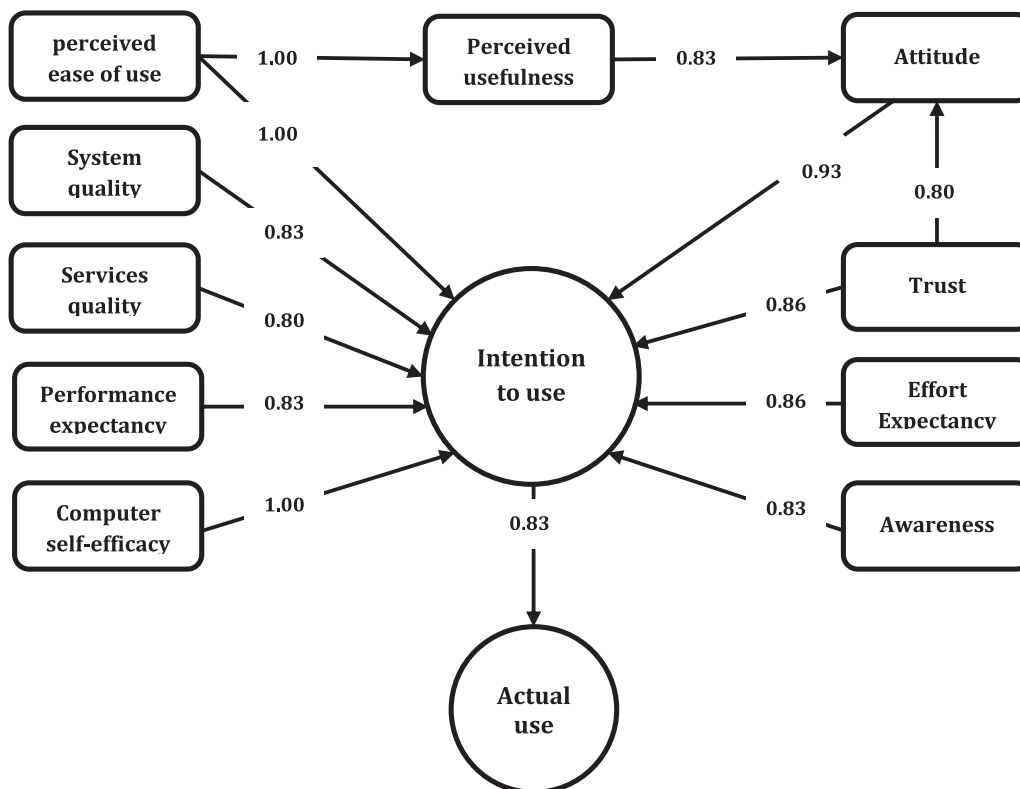 perceived
ease of use
1.00
Perceived
usefulness
0.83
Attitude
1.00
System
quality
0.93
0.80
0.83
Services
quality
Trust
0.86
0.80
Intention
to use
Performance
expectancy
0.83
0.86
Effort
Expectancy
Computer
self-efficacy
1.00
0.83
0.83
Awareness
Actual
use